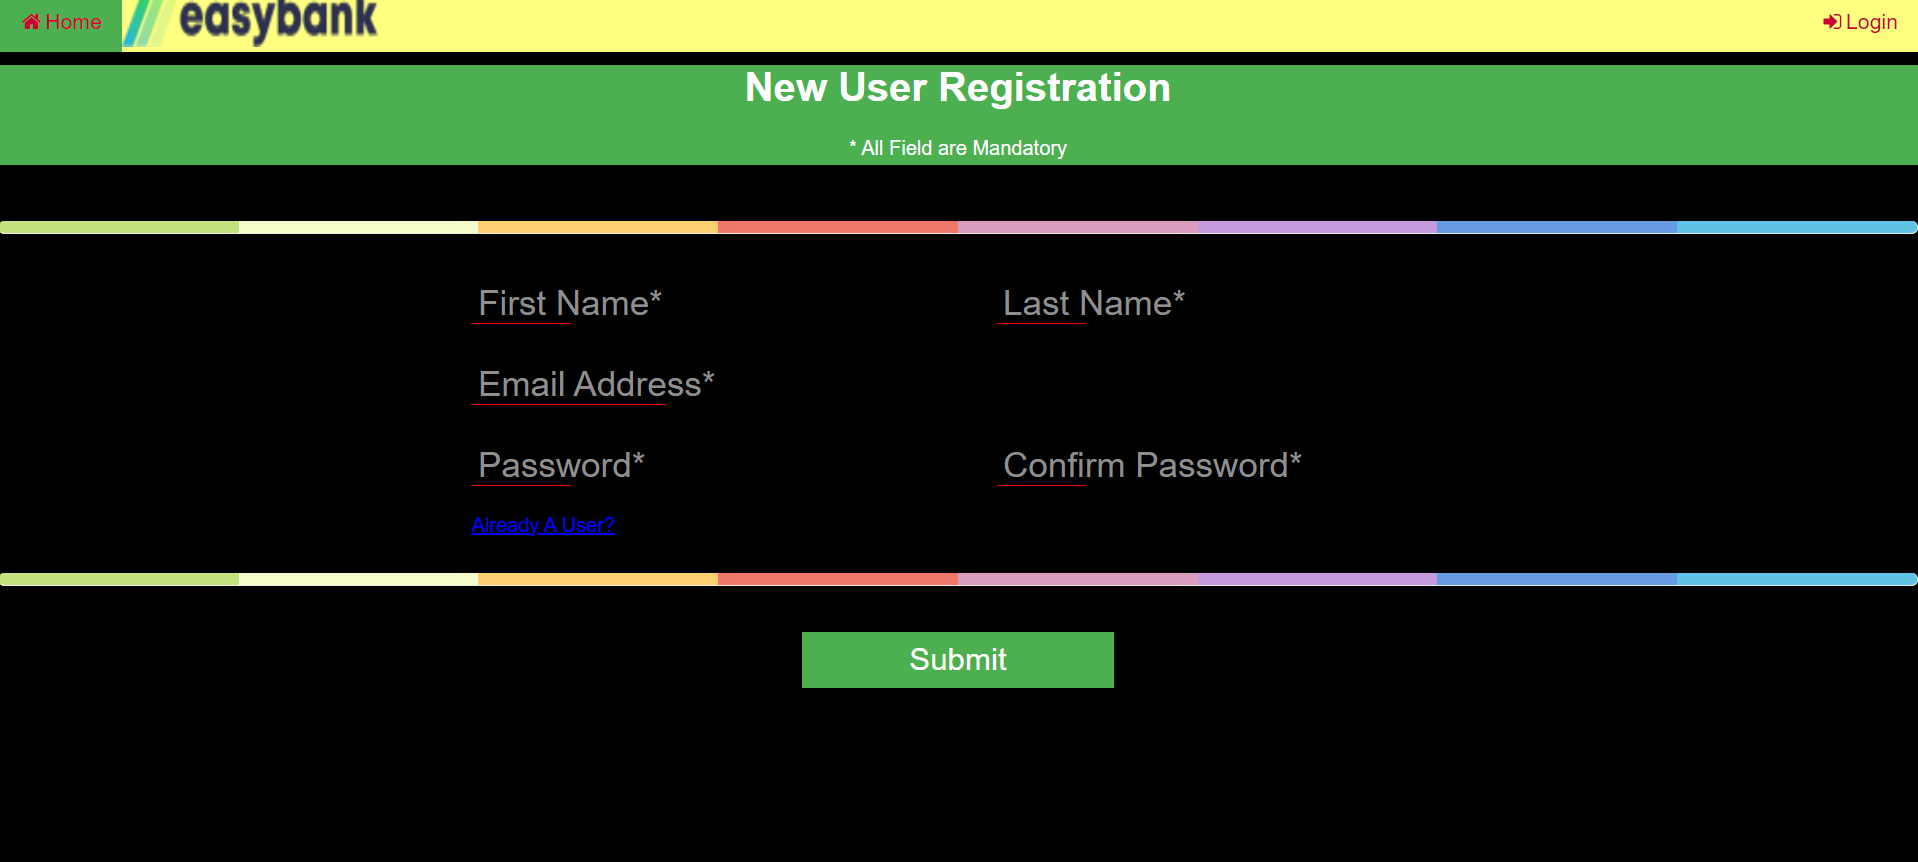 Home easybank Login
New User Registration
* All Field are Mandatory
First Name* Last Name*
Email Address*
Password* Confirm Password*
Already A User?
Submit